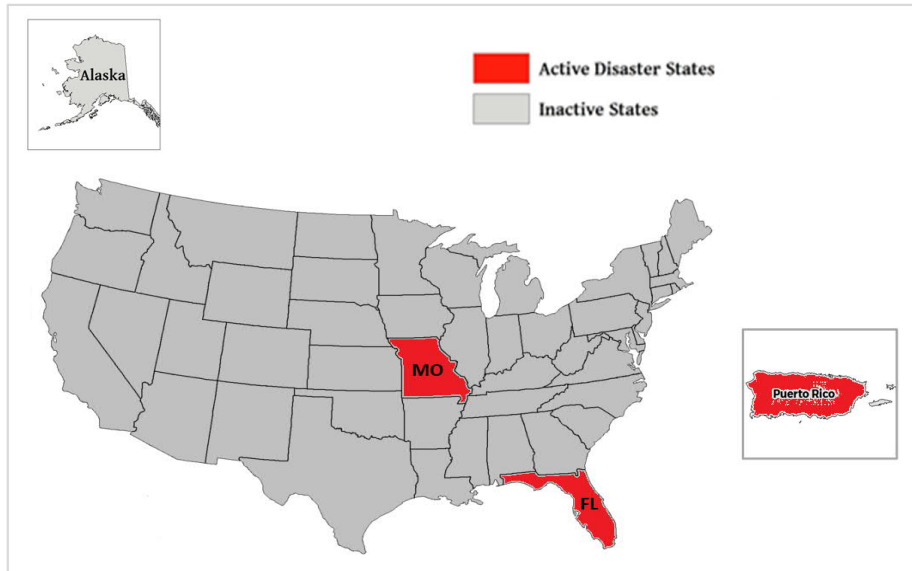 Alaska
Active Disaster States
Inactive States
MO
Puerto Rico
FL